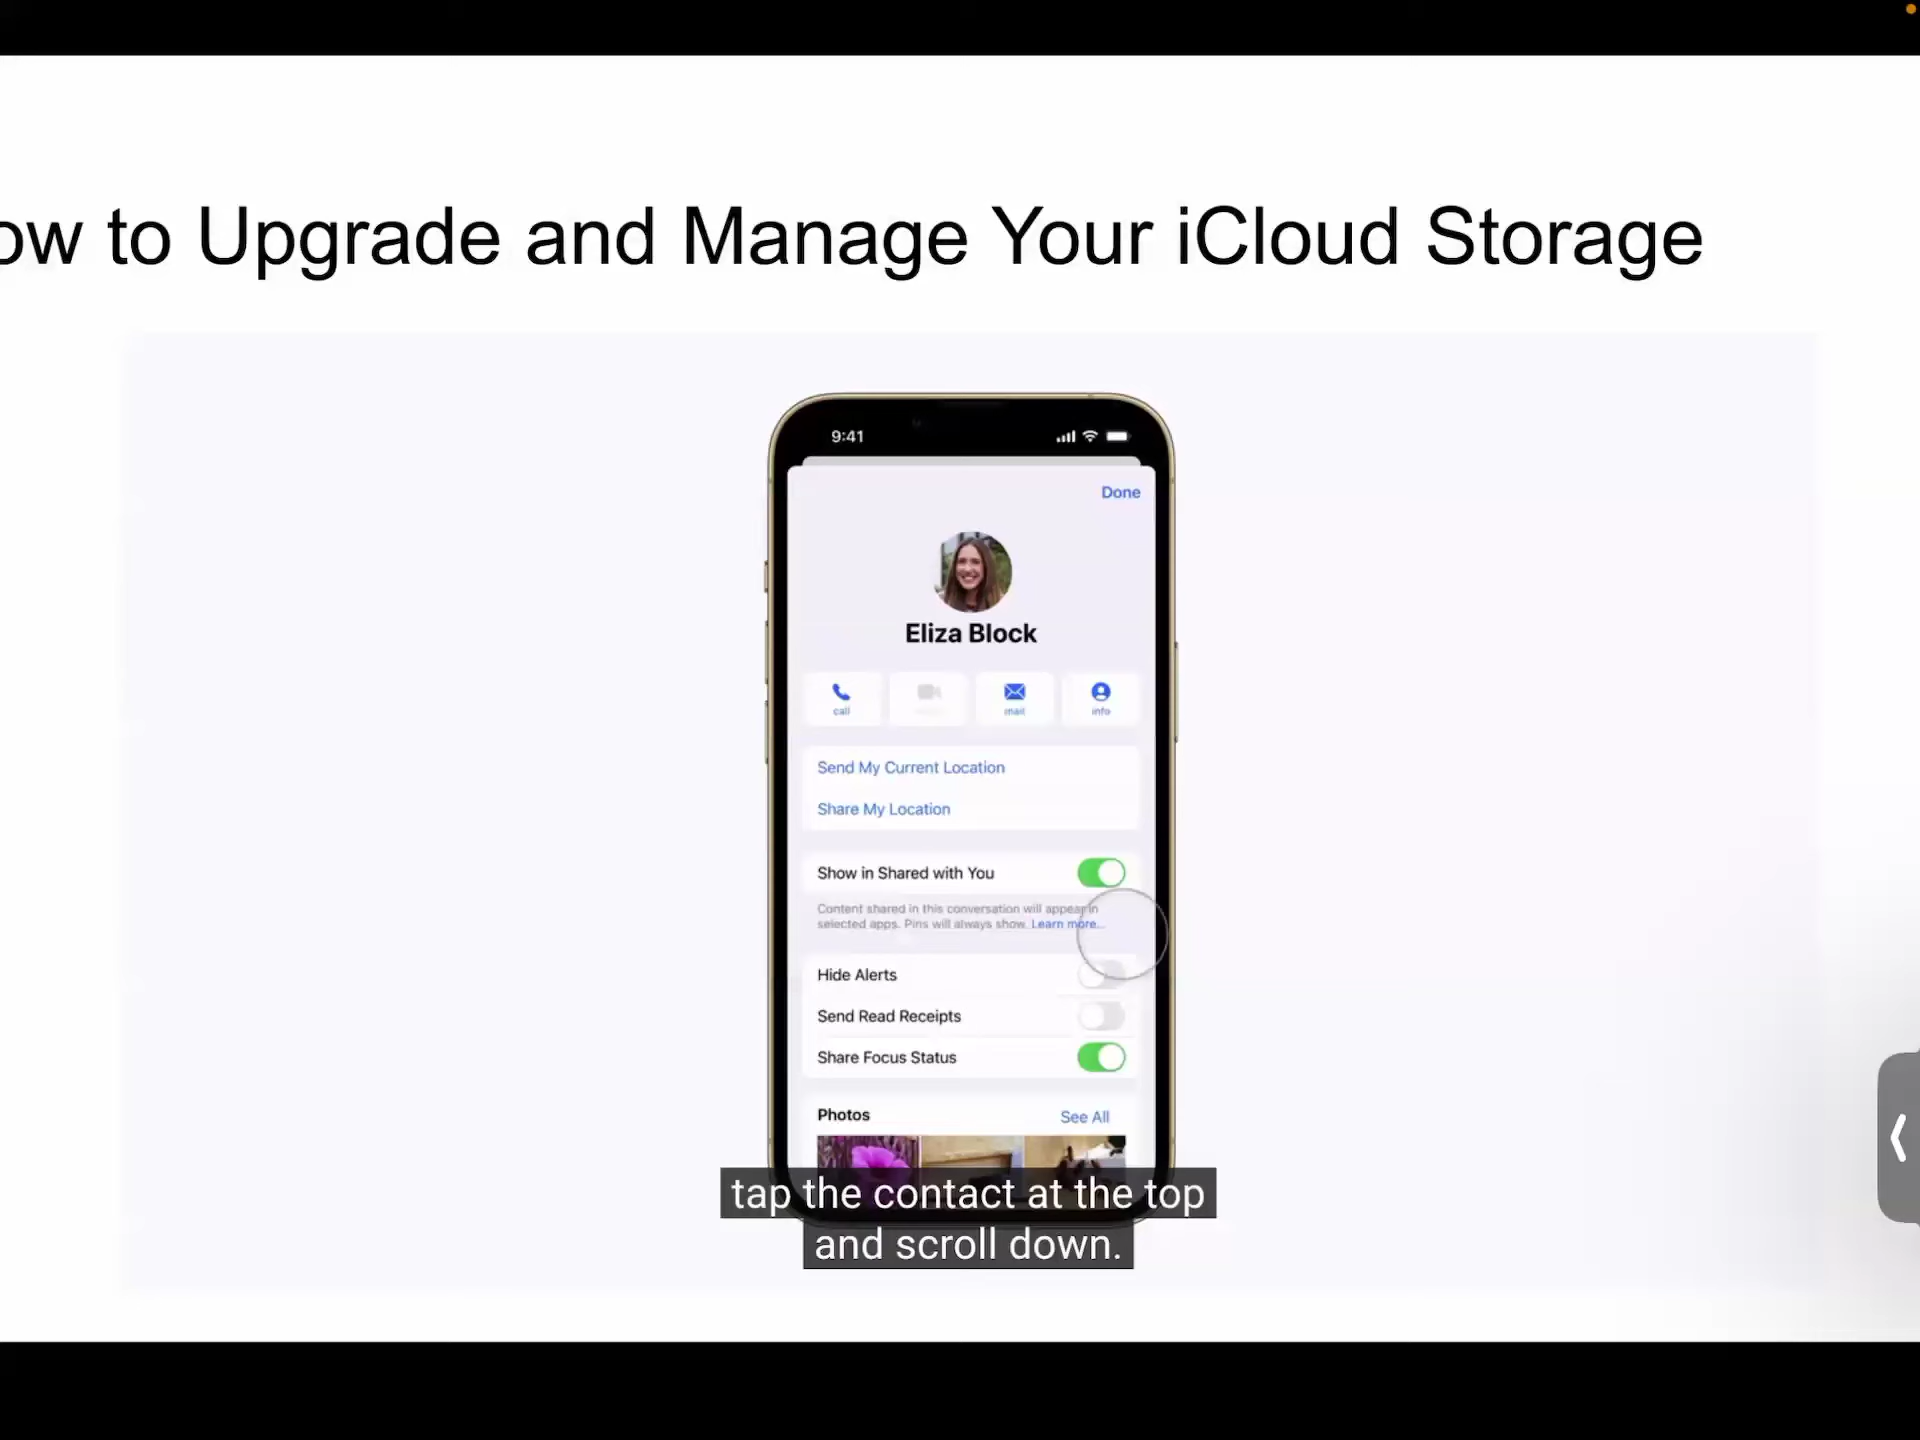 ow to Upgrade and Manage Your iCloud Storage
9:41
Done
Eliza Block
call
mail
info
Send My Current Location
Share My Location
Show in Shared with You
Content shared in this conversation will appear in
selected apps. Pins will always show. Learn more...
Hide Alerts
Send Read Receipts
Share Focus Status
Photos
See All
tap the contact at the top
and scroll down.